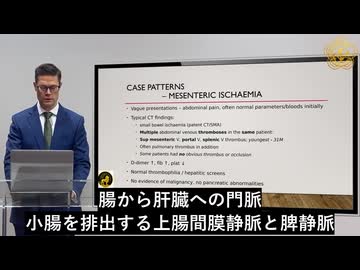 CASE PATTERNS
– MESENTERIC ISCHAEMIA
Vague presentations – abdominal pain, often normal parameters/bloods initially
Typical CT findings:
small bowel ischaemia (patent CT/SMA)
Multiple abdominal venous thromboses in the same patient:
Sup mesenteric V, portal V, splenic V thrombus; youngest - 31M
Often pulmonary thrombus in addition
Some patients had no obvious thrombus or occlusion
D-dimer ↑, fib ↑, plat ↓
Normal thrombophilia / hepatitic screens
No evidence of malignancy, no pancreatic abnormalities
腸から肝臓への門脈
小腸を排出する上腸間膜静脈と脾静脈